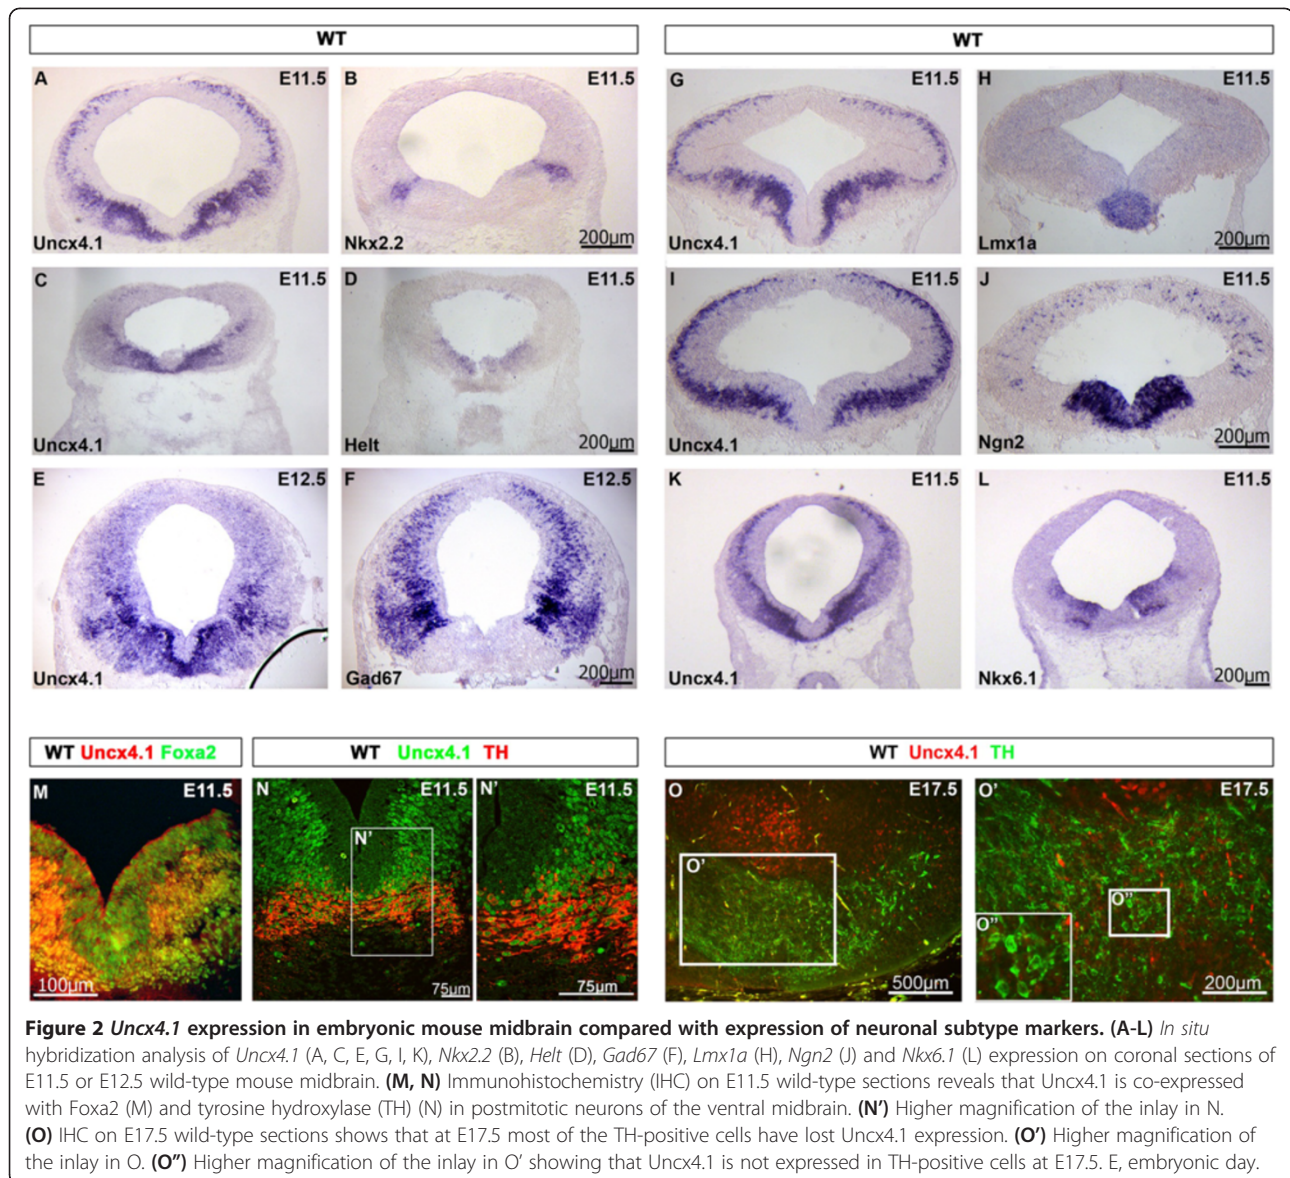 WT
WT
A E11.5
Uncx4.1
B E11.5
Nkx2.2 200µm
G E11.5
Uncx4.1
H E11.5
Lmx1a 200µm
C E11.5
Uncx4.1
D E11.5
Helt 200µm
I E11.5
Uncx4.1
J E11.5
Ngn2 200µm
E E12.5
Uncx4.1
F E12.5
Gad67 200µm
K E11.5
Uncx4.1
L E11.5
Nkx6.1 200µm
WT Uncx4.1 Foxa2
WT Uncx4.1 TH
WT Uncx4.1 TH
M E11.5
100µm
N E11.5
N'
75µm
N' E11.5
75µm
O E17.5
O'
500µm
O' E17.5
O''
O''
200µm
Figure 2 Uncx4.1 expression in embryonic mouse midbrain compared with expression of neuronal subtype markers. (A-L) In situ
hybridization analysis of Uncx4.1 (A, C, E, G, I, K), Nkx2.2 (B), Helt (D), Gad67 (F), Lmx1a (H), Ngn2 (J) and Nkx6.1 (L) expression on coronal sections of
E11.5 or E12.5 wild-type mouse midbrain. (M, N) Immunohistochemistry (IHC) on E11.5 wild-type sections reveals that Uncx4.1 is co-expressed
with Foxa2 (M) and tyrosine hydroxylase (TH) (N) in postmitotic neurons of the ventral midbrain. (N') Higher magnification of the inlay in N.
(O) IHC on E17.5 wild-type sections shows that at E17.5 most of the TH-positive cells have lost Uncx4.1 expression. (O') Higher magnification of
the inlay in O. (O'') Higher magnification of the inlay in O' showing that Uncx4.1 is not expressed in TH-positive cells at E17.5. E, embryonic day.